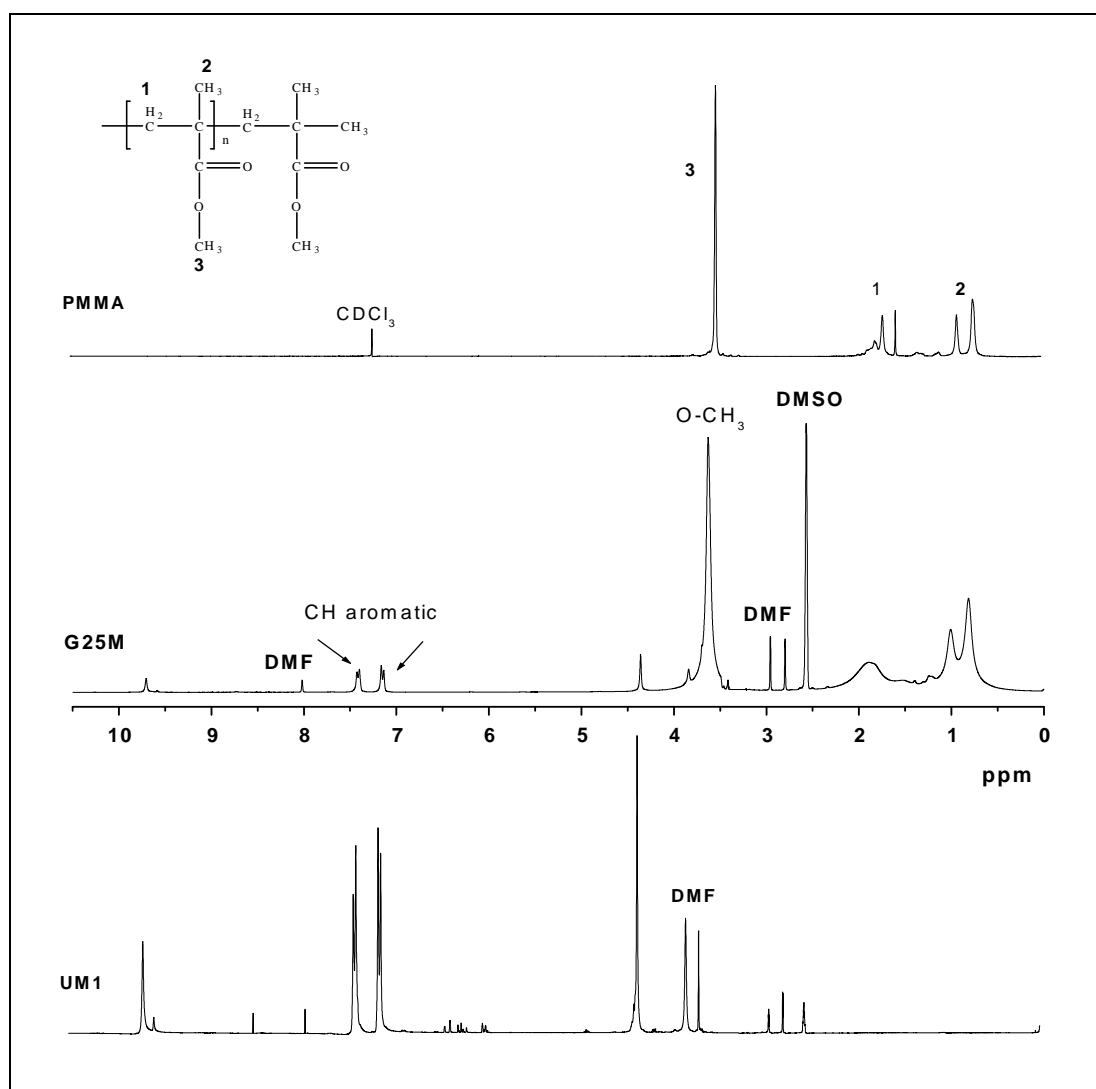 2
1
CH3
CH3
H2
H2
C
C
C
C
CH3
n
C
O
C
O
O
O
CH3
CH3
3
3
PMMA
CDCl3
1
2
O-CH3
DMSO
CH aromatic
DMF
G25M
DMF
10 9 8 7 6 5 4 3 2 1 0
ppm
DMF
UM1